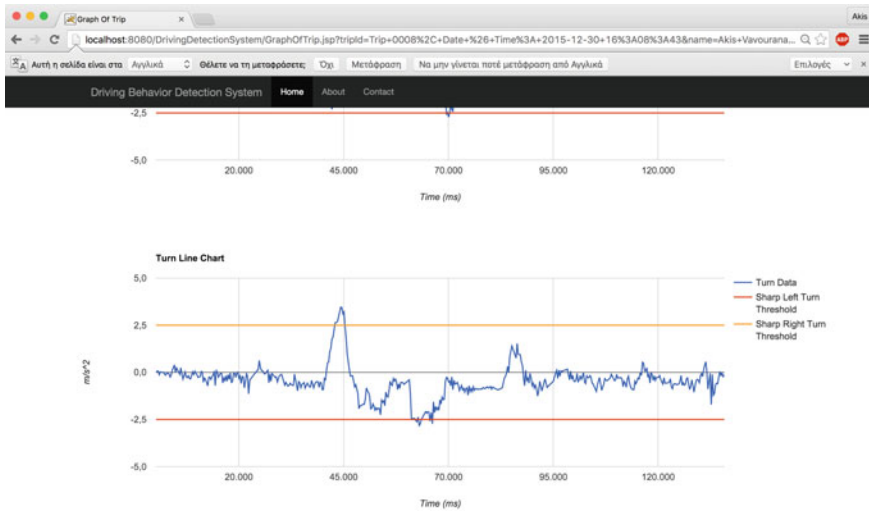 Graph Of Trip
Akis
localhost:8080/DrivingDetectionSystem/GraphOfTrip.jsp?tripId=Trip+0008%2C+Date+%26+Time%3A+2015-12-30+16%3A08%3A43&name=Akis+Vavourana...
ABP
Αυτή η σελίδα είναι στα Αγγλικά Θέλετε να τη μεταφράσετε; Όχι Μετάφραση Να μην γίνεται ποτέ μετάφραση από Αγγλικά Επιλογές
Driving Behavior Detection System Home About Contact
-2,5
-5,0
20.000 45.000 70.000 95.000 120.000
Time (ms)
Turn Line Chart
5,0
2,5
0,0
-2,5
-5,0
m/s^2
20.000 45.000 70.000 95.000 120.000
Time (ms)
Turn Data
Sharp Left Turn
Threshold
Sharp Right Turn
Threshold